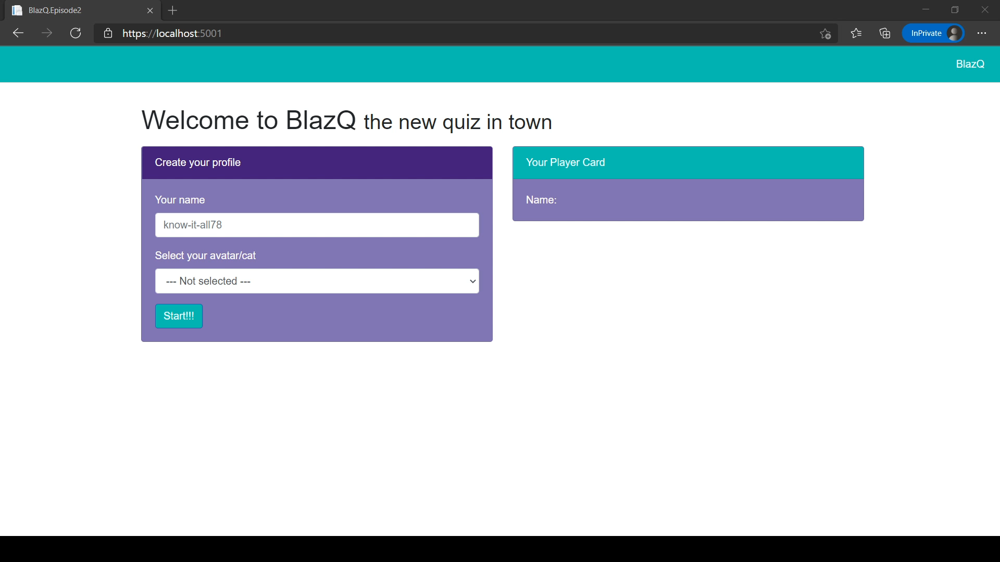 BlazQ.Episode2
https://localhost:5001
InPrivate
BlazQ
Welcome to BlazQ the new quiz in town
Create your profile
Your name
know-it-all78
Select your avatar/cat
--- Not selected ---
Start!!!
Your Player Card
Name: